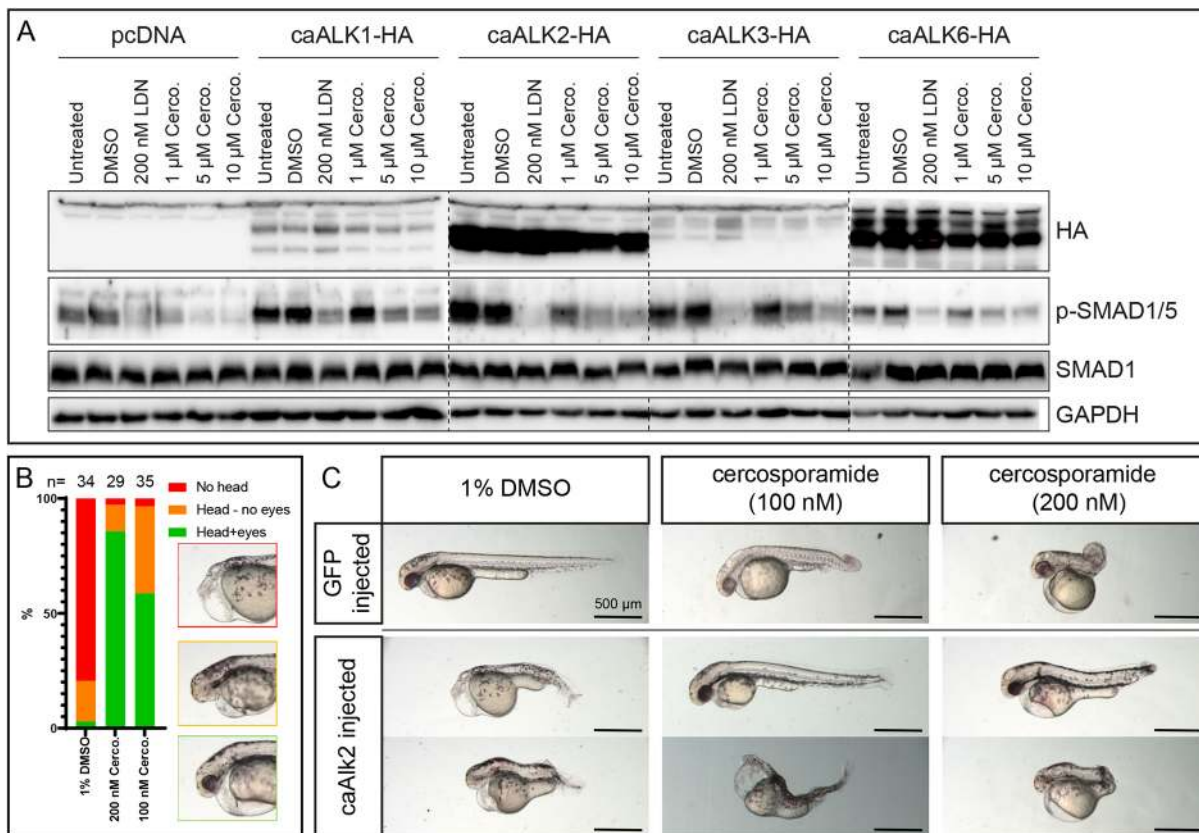 A
pcDNA caALK1-HA caALK2-HA caALK3-HA caALK6-HA
Untreated DMSO 200 nM LDN 1 µM Cerco. 5 µM Cerco. 10 µM Cerco. Untreated DMSO 200 nM LDN 1 µM Cerco. 5 µM Cerco. 10 µM Cerco. Untreated DMSO 200 nM LDN 1 µM Cerco. 5 µM Cerco. 10 µM Cerco. Untreated DMSO 200 nM LDN 1 µM Cerco. 5 µM Cerco. 10 µM Cerco. Untreated DMSO 200 nM LDN 1 µM Cerco. 5 µM Cerco. 10 µM Cerco.
HA
p-SMAD1/5
SMAD1
GAPDH
B
n= 34 29 35
No head
Head - no eyes
Head+eyes
100
50
0
%
1% DMSO
200 nM Cerco.
100 nM Cerco.
C
1% DMSO
cercosporamide
(100 nM)
cercosporamide
(200 nM)
GFP
injected
500 µm
caAlk2 injected